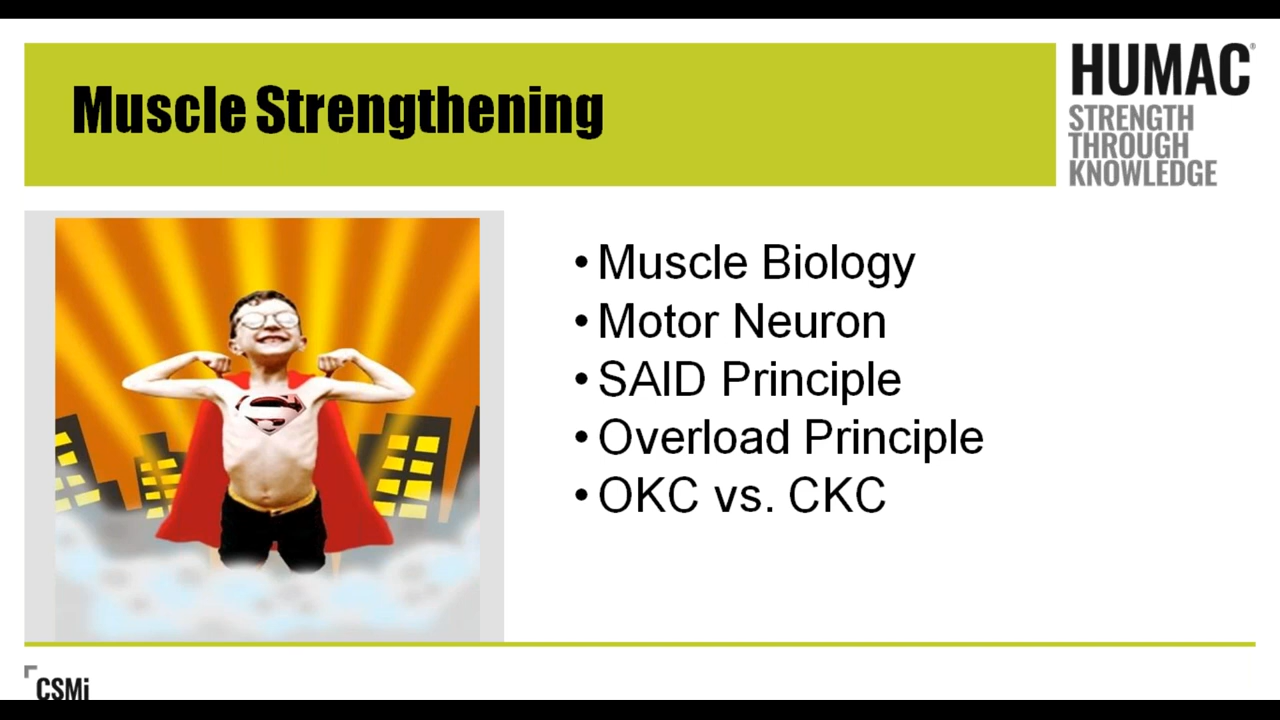 Muscle Strengthening
HUMAC®
STRENGTH
THROUGH
KNOWLEDGE
• Muscle Biology
• Motor Neuron
• SAID Principle
• Overload Principle
• OKC vs. CKC
CSMi